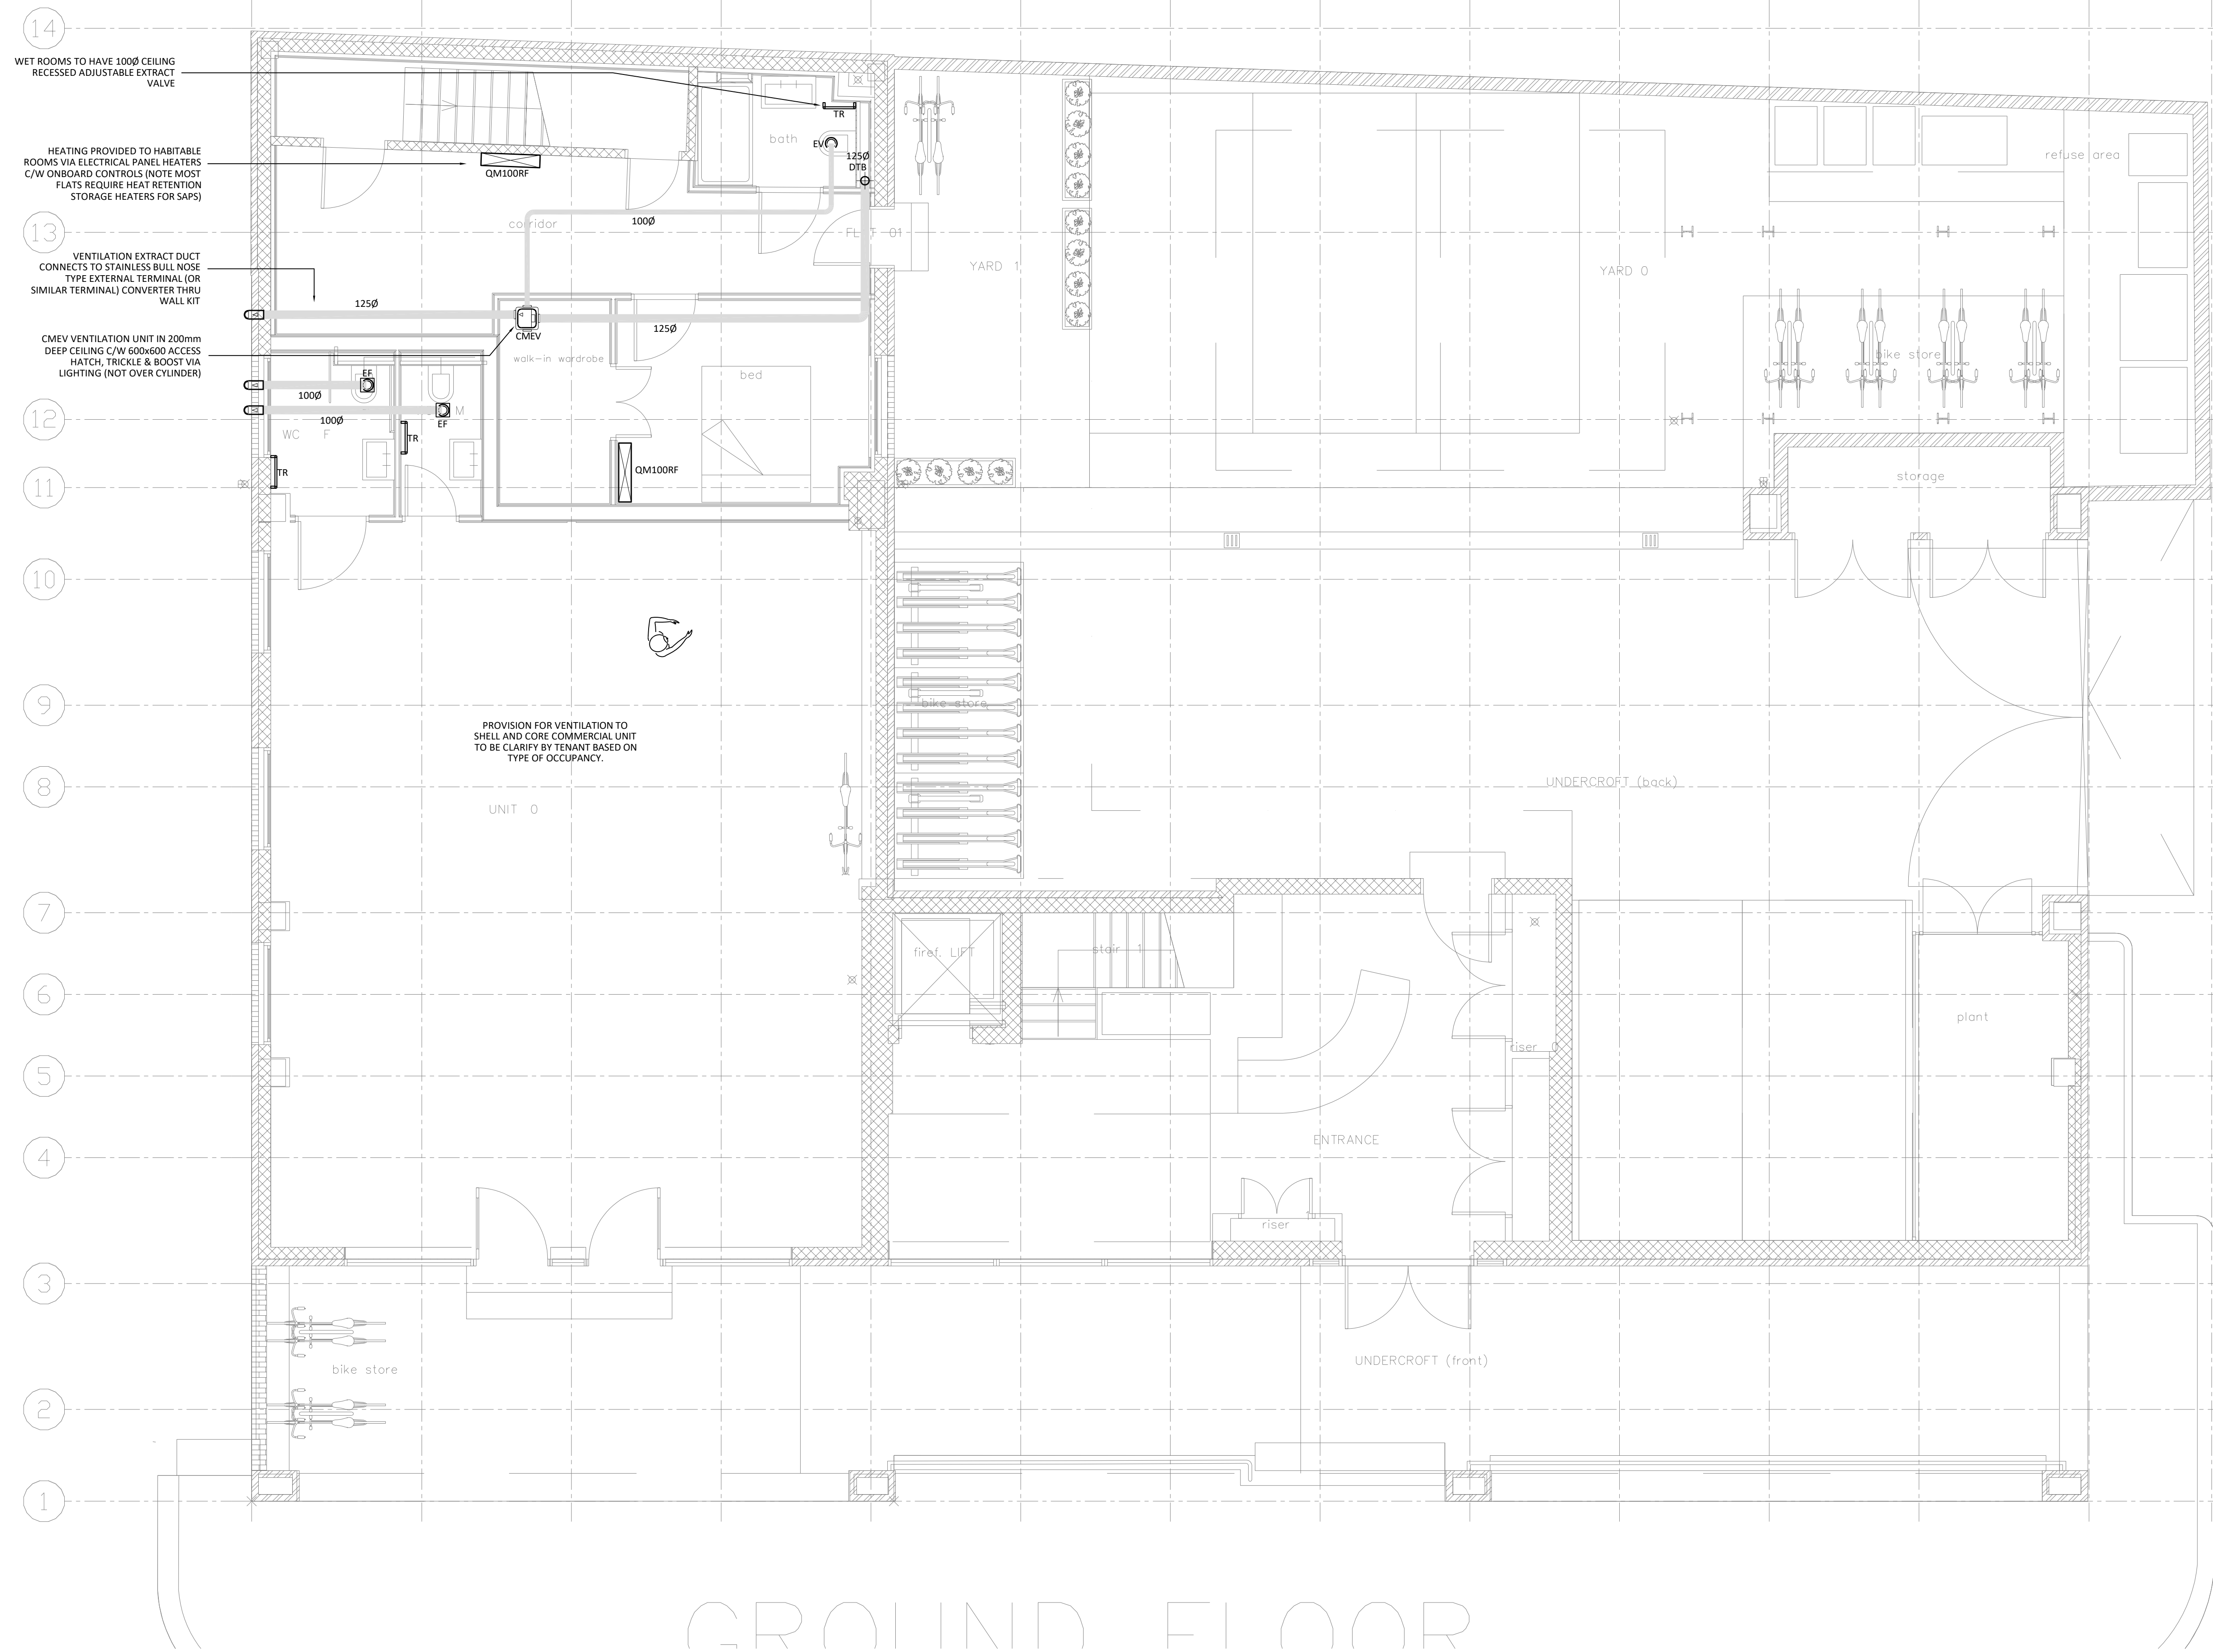 14
WET ROOMS TO HAVE 100Ø CEILING
RECESSED ADJUSTABLE EXTRACT
VALVE
TR
bath
EV
HEATING PROVIDED TO HABITABLE
ROOMS VIA ELECTRICAL PANEL HEATERS
C/W ONBOARD CONTROLS (NOTE MOST
FLATS REQUIRE HEAT RETENTION
STORAGE HEATERS FOR SAPS)
QM100RF
125Ø
DTB
refuse area
13
corridor
100Ø
FLAT 01
YARD 1
YARD 0
VENTILATION EXTRACT DUCT
CONNECTS TO STAINLESS BULL NOSE
TYPE EXTERNAL TERMINAL (OR
SIMILAR TERMINAL) CONVERTER THRU
WALL KIT
125Ø
125Ø
CMEV
CMEV VENTILATION UNIT IN 200mm
DEEP CEILING C/W 600x600 ACCESS
HATCH, TRICKLE & BOOST VIA
LIGHTING (NOT OVER CYLINDER)
walk-in wardrobe
bed
bike store
EF
100Ø
12
100Ø
M
EF
WC F
TR
TR
QM100RF
11
storage
10
9
bike store
PROVISION FOR VENTILATION TO
SHELL AND CORE COMMERCIAL UNIT
TO BE CLARIFY BY TENANT BASED ON
TYPE OF OCCUPANCY.
8
UNDERCROFT (back)
UNIT 0
7
firef. LIFT
stair 1
6
plant
riser 0
5
4
ENTRANCE
riser 1
3
UNDERCROFT (front)
bike store
2
1
GROUND FLOOR